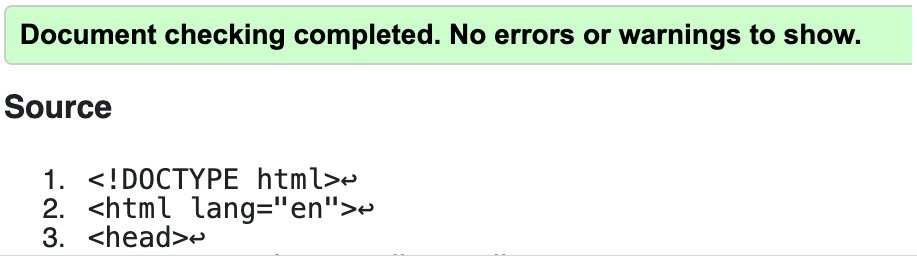 Document checking completed. No errors or warnings to show.
Source
1. <!DOCTYPE html>↩
2. <html lang="en">↩
3. <head>↩